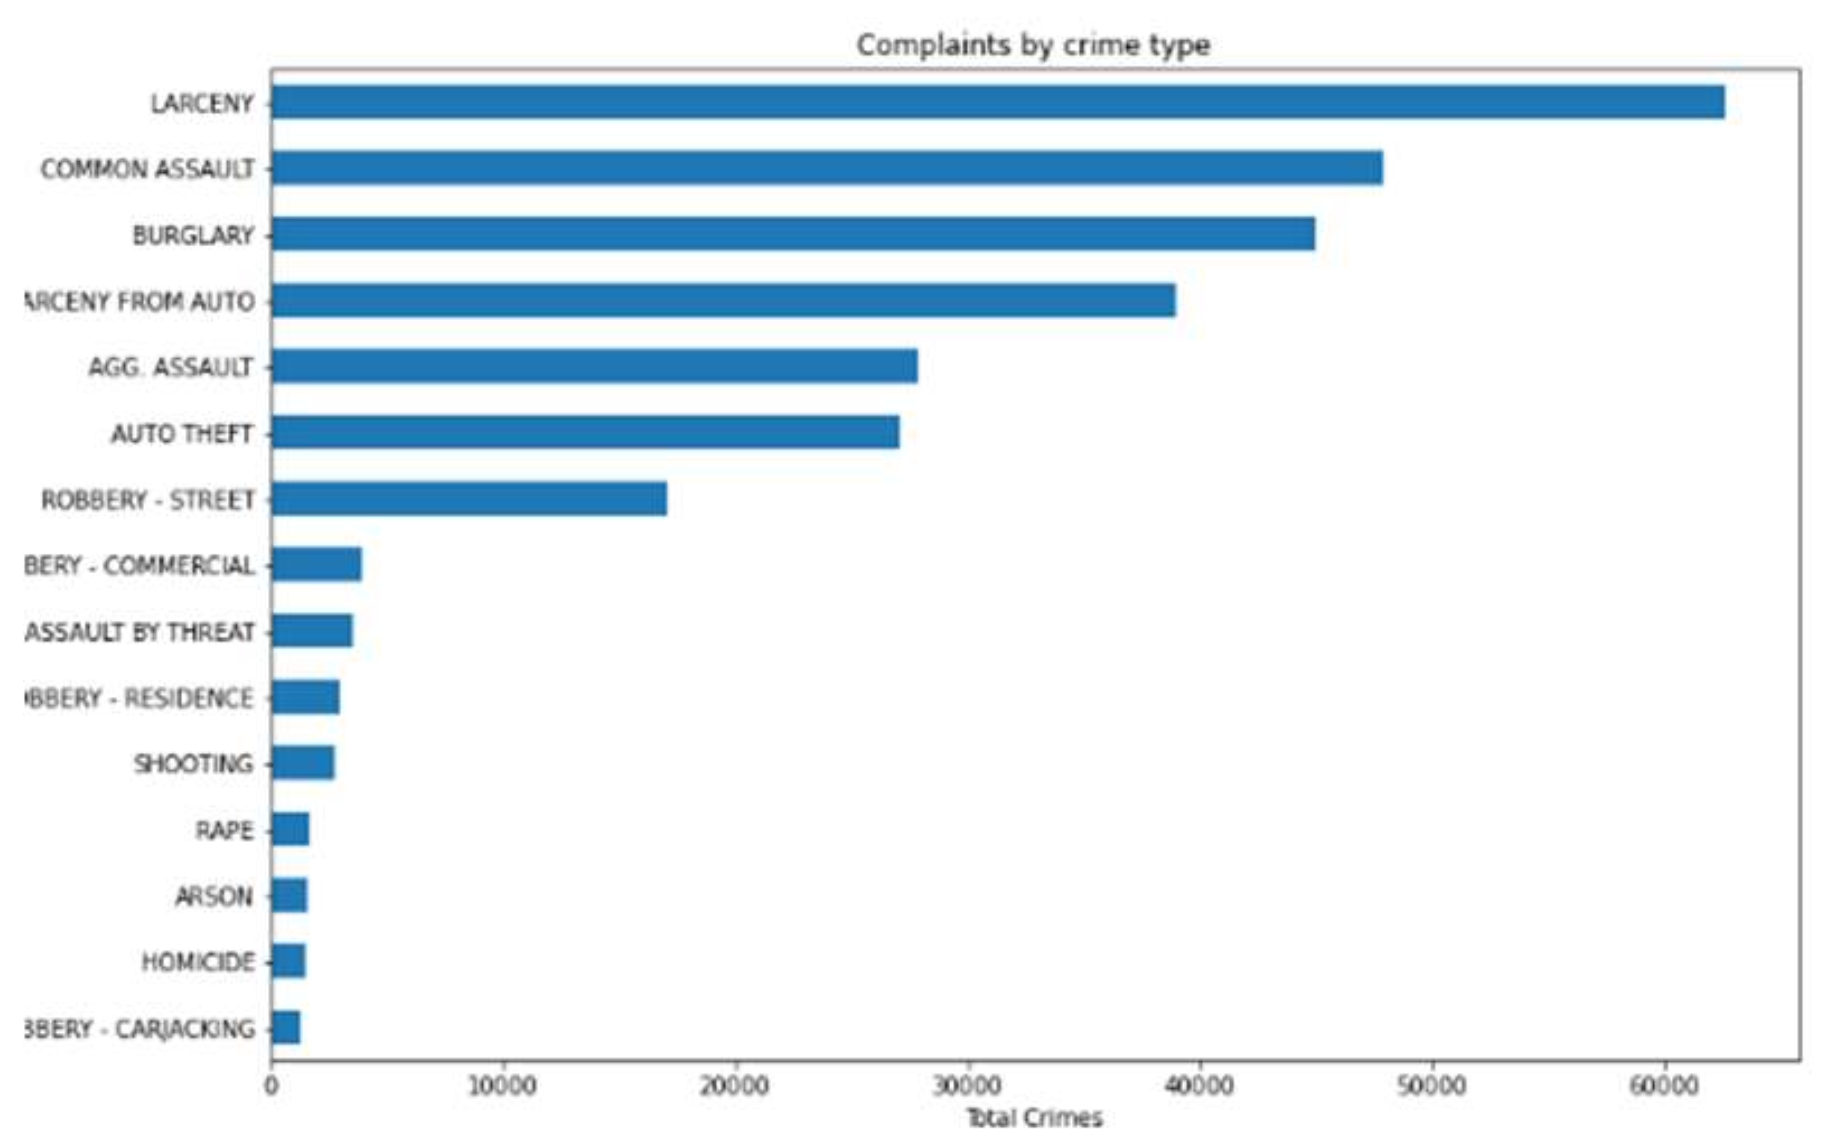 Complaints by crime type
LARCENY
COMMON ASSAULT
BURGLARY
ARCENY FROM AUTO
AGG. ASSAULT
AUTO THEFT
ROBBERY - STREET
BERY - COMMERCIAL
ASSAULT BY THREAT
BBERY - RESIDENCE
SHOOTING
RAPE
ARSON
HOMICIDE
BBERY - CARJACKING
0 10000 20000 30000 40000 50000 60000
Total Crimes